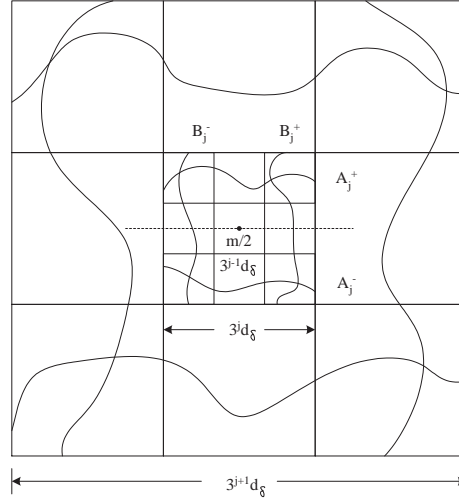 B_j^- B_j^+
A_j^+
m/2
3^{j-1}d_δ
A_j^-
3^j d_δ
3^{j+1}d_δ